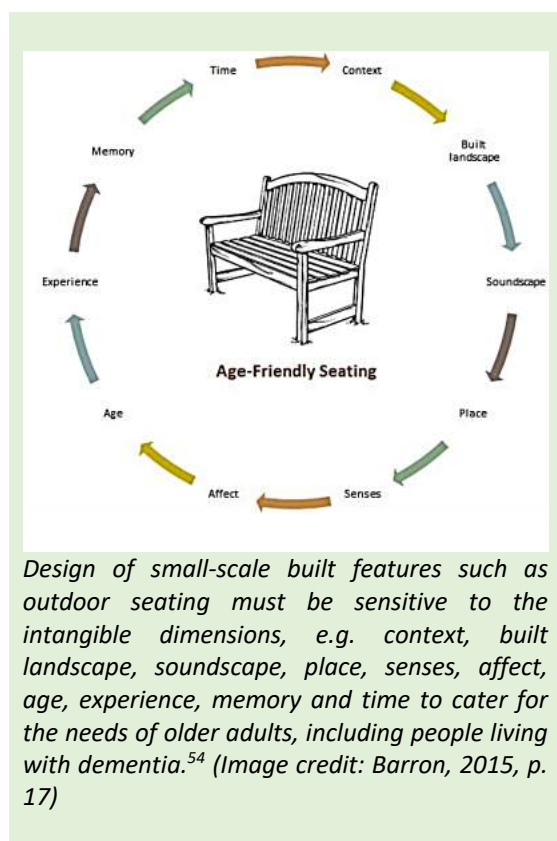 Time
Context
Built
landscape
Memory
Soundscape
Experience
Place
Age
Senses
Affect
Age-Friendly Seating
Design of small-scale built features such as
outdoor seating must be sensitive to the
intangible dimensions, e.g. context, built
landscape, soundscape, place, senses, affect,
age, experience, memory and time to cater for
the needs of older adults, including people living
with dementia.54 (Image credit: Barron, 2015, p.
17)